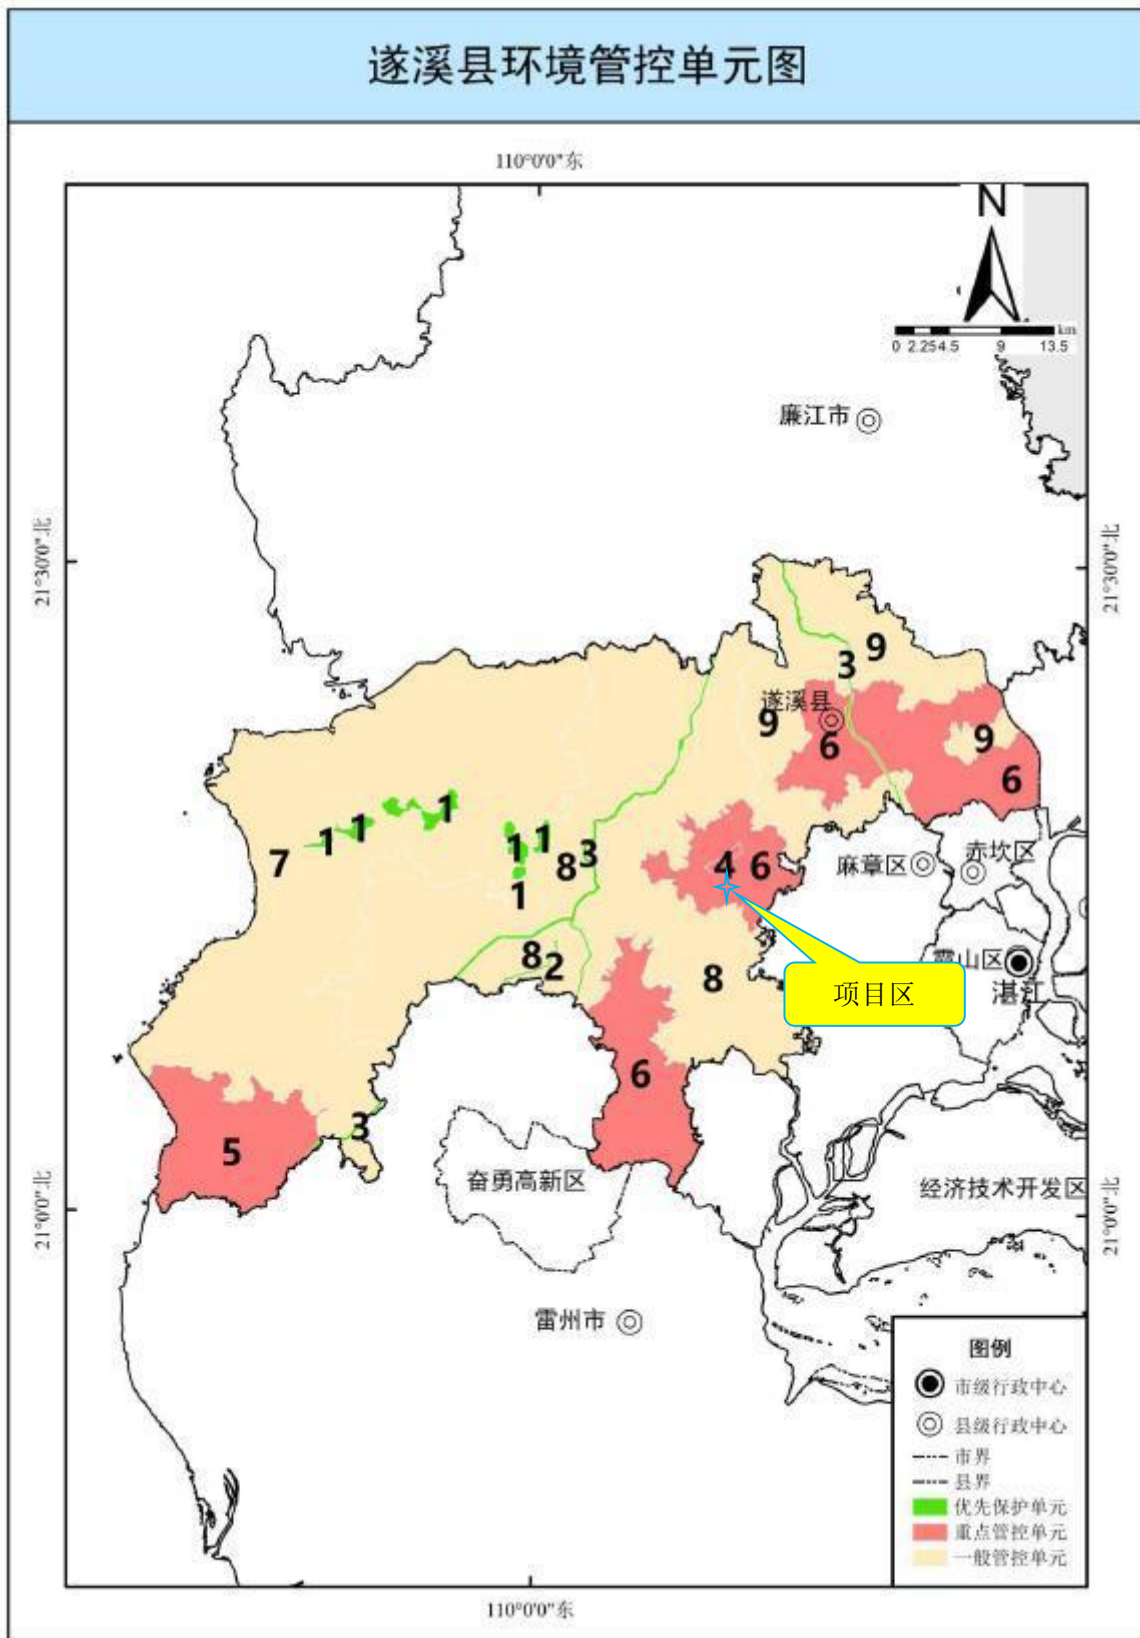 遂溪县环境管控单元图
110°0'0"东
N
km
0 2.25 4.5 9 13.5
廉江市
21°30'0"北
21°30'0"北
9
3
遂溪县
9
6
9
6
1
1
1
1
1
7
8
3
4
6
麻章区
赤坎区
1
8
2
8
霞山区
湛江
项目区
6
3
5
奋勇高新区
经济技术开发区
21°0'0"北
21°0'0"北
雷州市
图例
市级行政中心
县级行政中心
市界
县界
优先保护单元
重点管控单元
一般管控单元
110°0'0"东